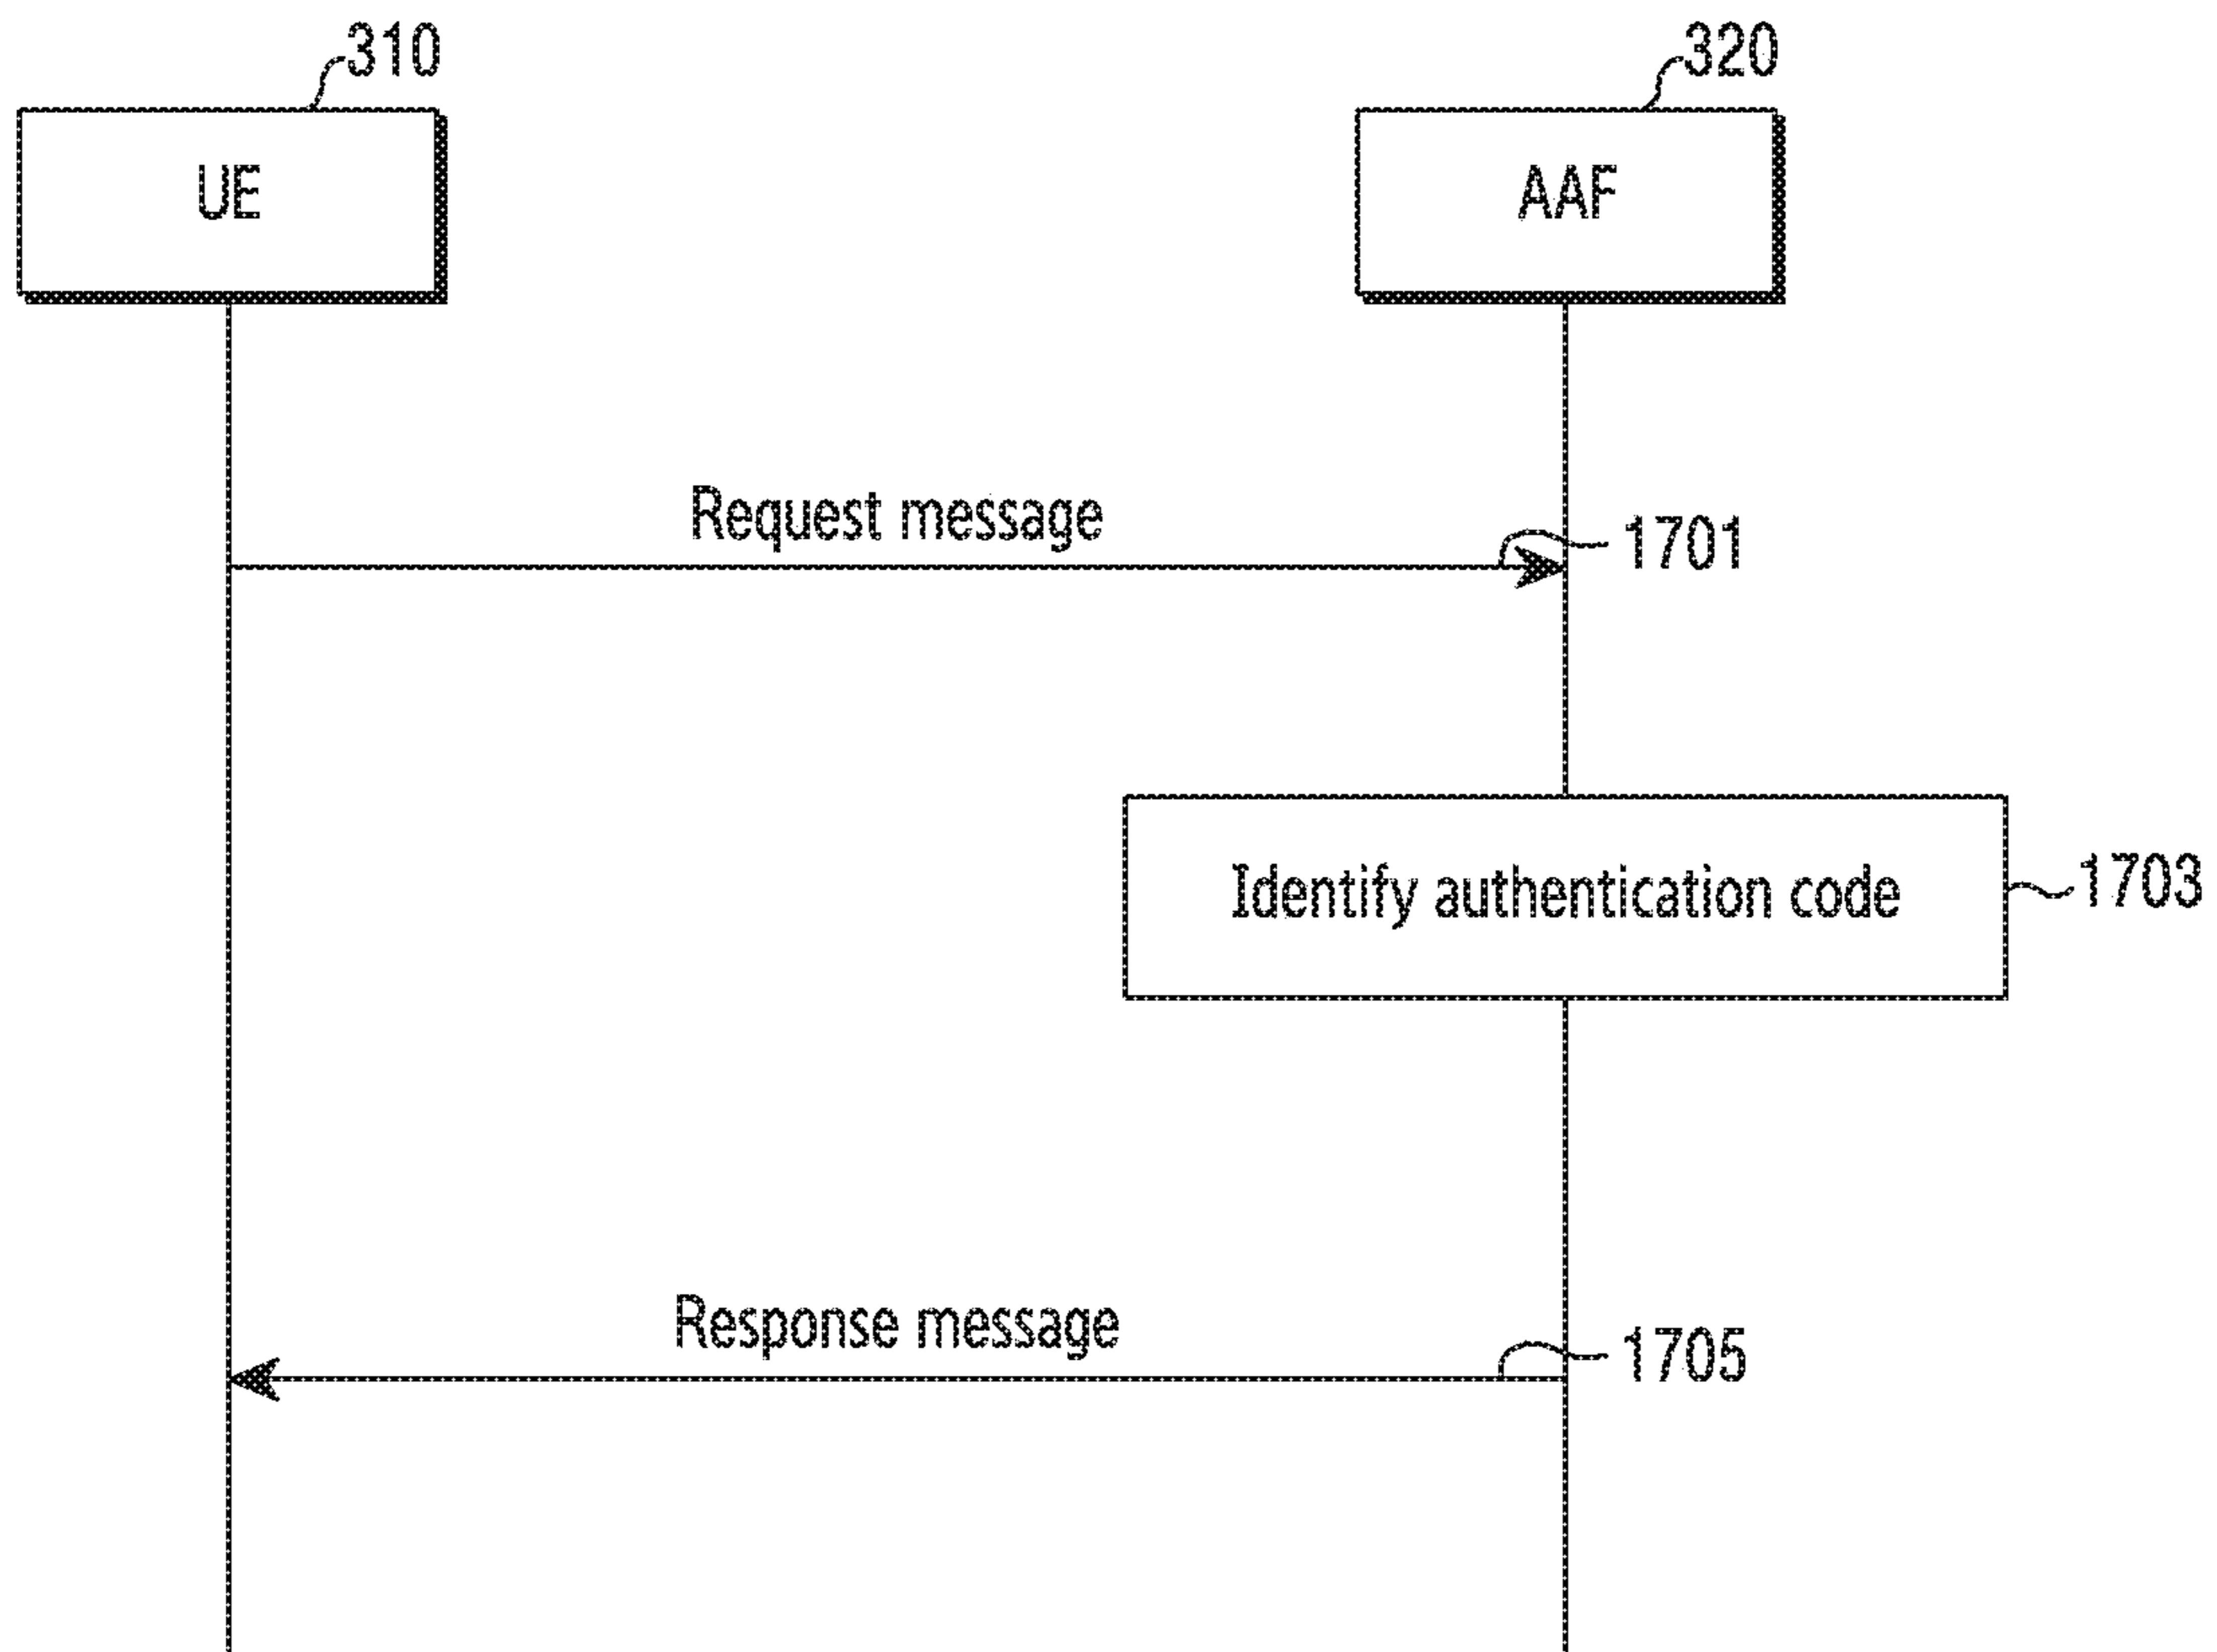 310
320
UE
AAF
Request message
1701
Identify authentication code
1703
Response message
1705